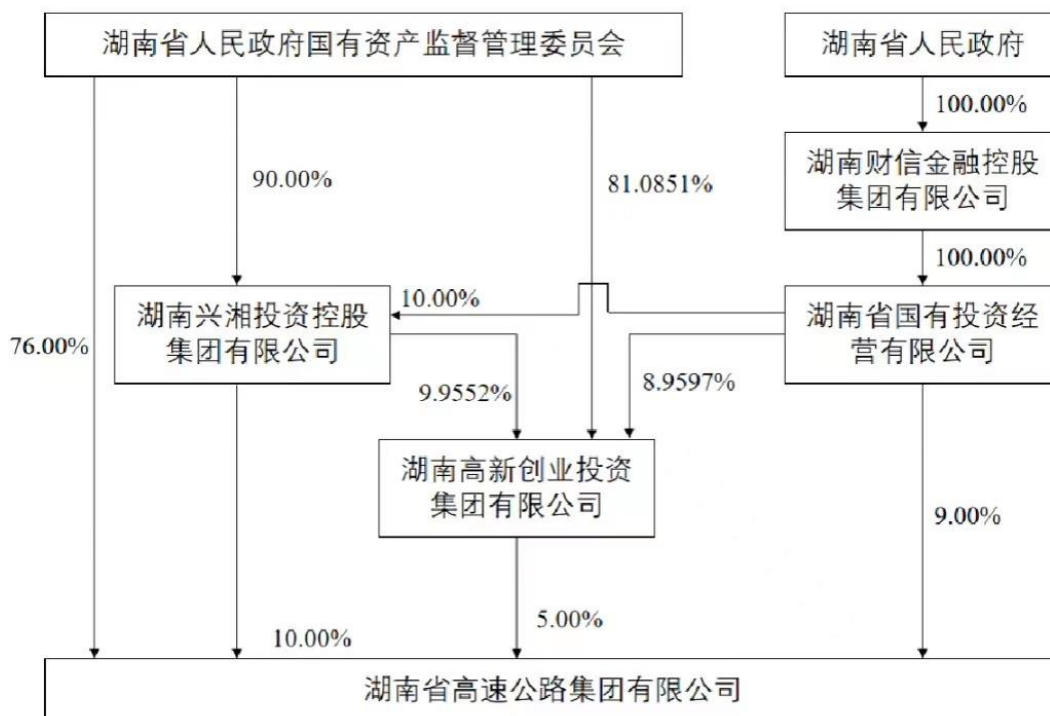 湖南省人民政府国有资产监督管理委员会
湖南省人民政府
100.00%
湖南财信金融控股
集团有限公司
90.00%
81.0851%
100.00%
10.00%
湖南兴湘投资控股
集团有限公司
湖南省国有投资经
营有限公司
76.00%
9.9552%
8.9597%
湖南高新创业投资
集团有限公司
9.00%
5.00%
10.00%
湖南省高速公路集团有限公司